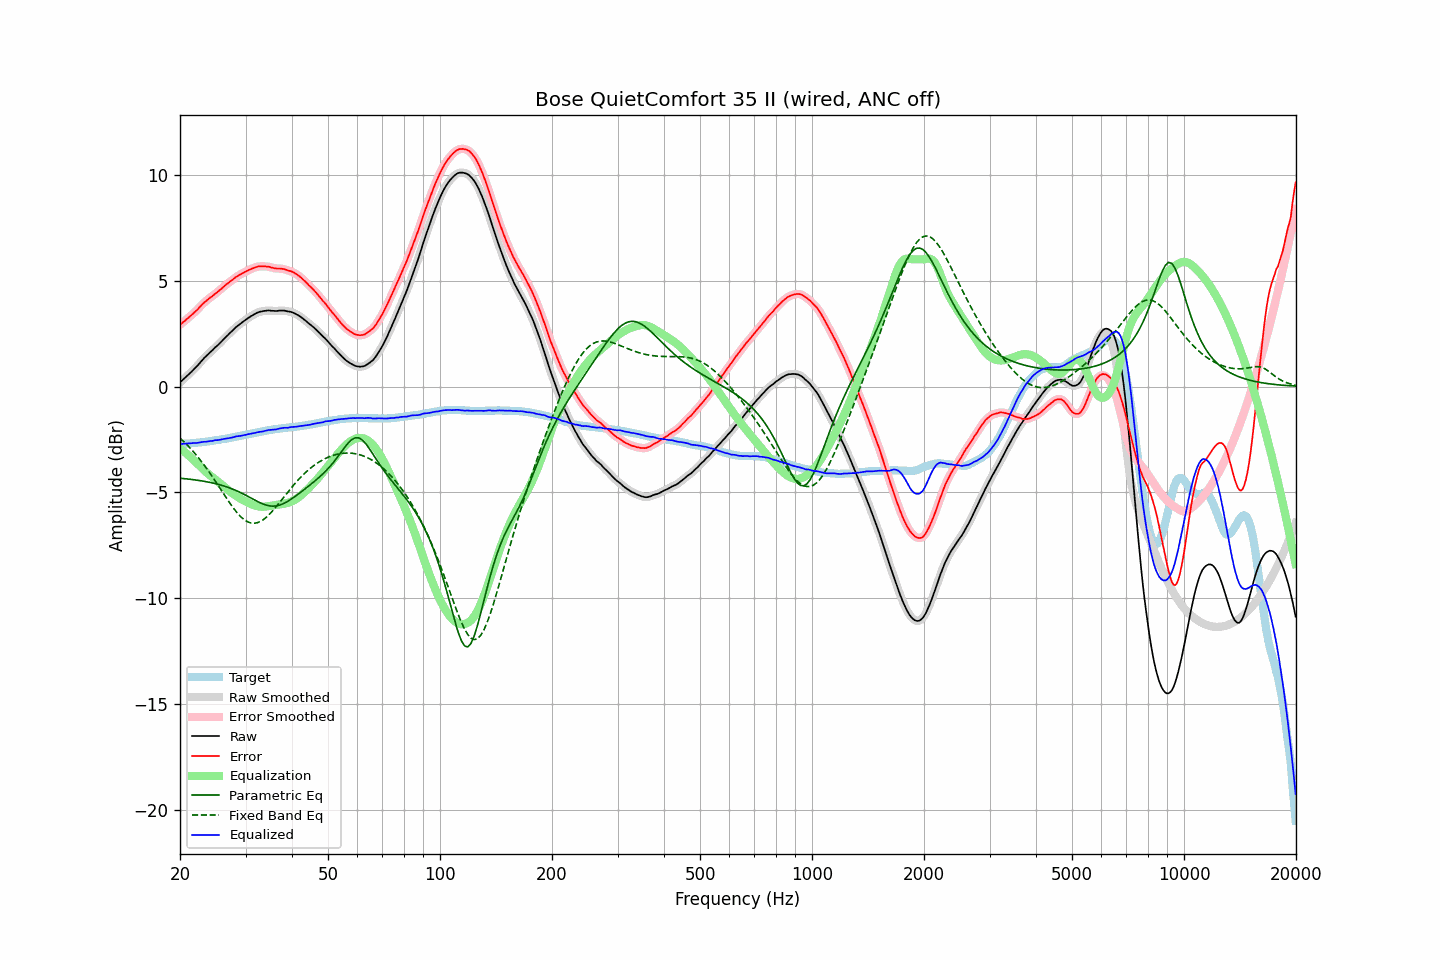 Bose QuietComfort 35 II (wired, ANC off)
10
5
0
−5
−10
−15
−20
Amplitude (dBr)
Target
Raw Smoothed
Error Smoothed
Raw
Error
Equalization
Parametric Eq
Fixed Band Eq
Equalized
20 50 100 200 500 1000 2000 5000 10000 20000
Frequency (Hz)